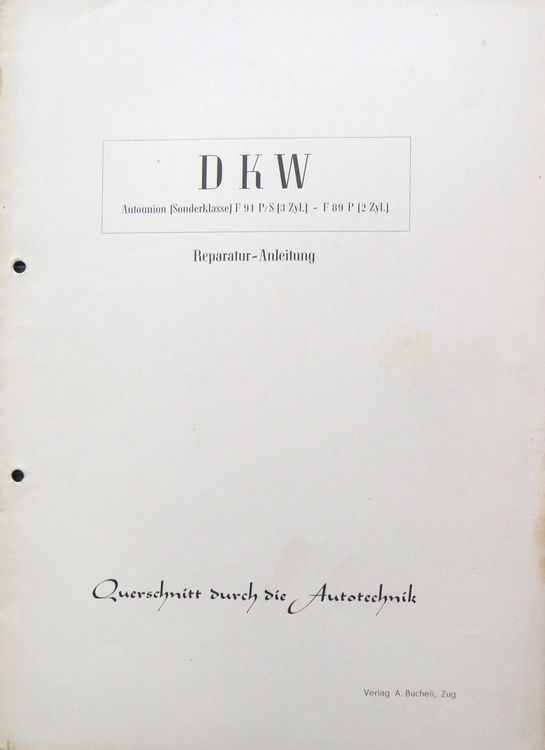 DKW
Autounion (Sonderklasse) F 91 P/S (3 Zyl.) - F 89 P (2 Zyl.)
Reparatur-Anleitung
Querschnitt durch die Autotechnik
Verlag A. Bucheli, Zug